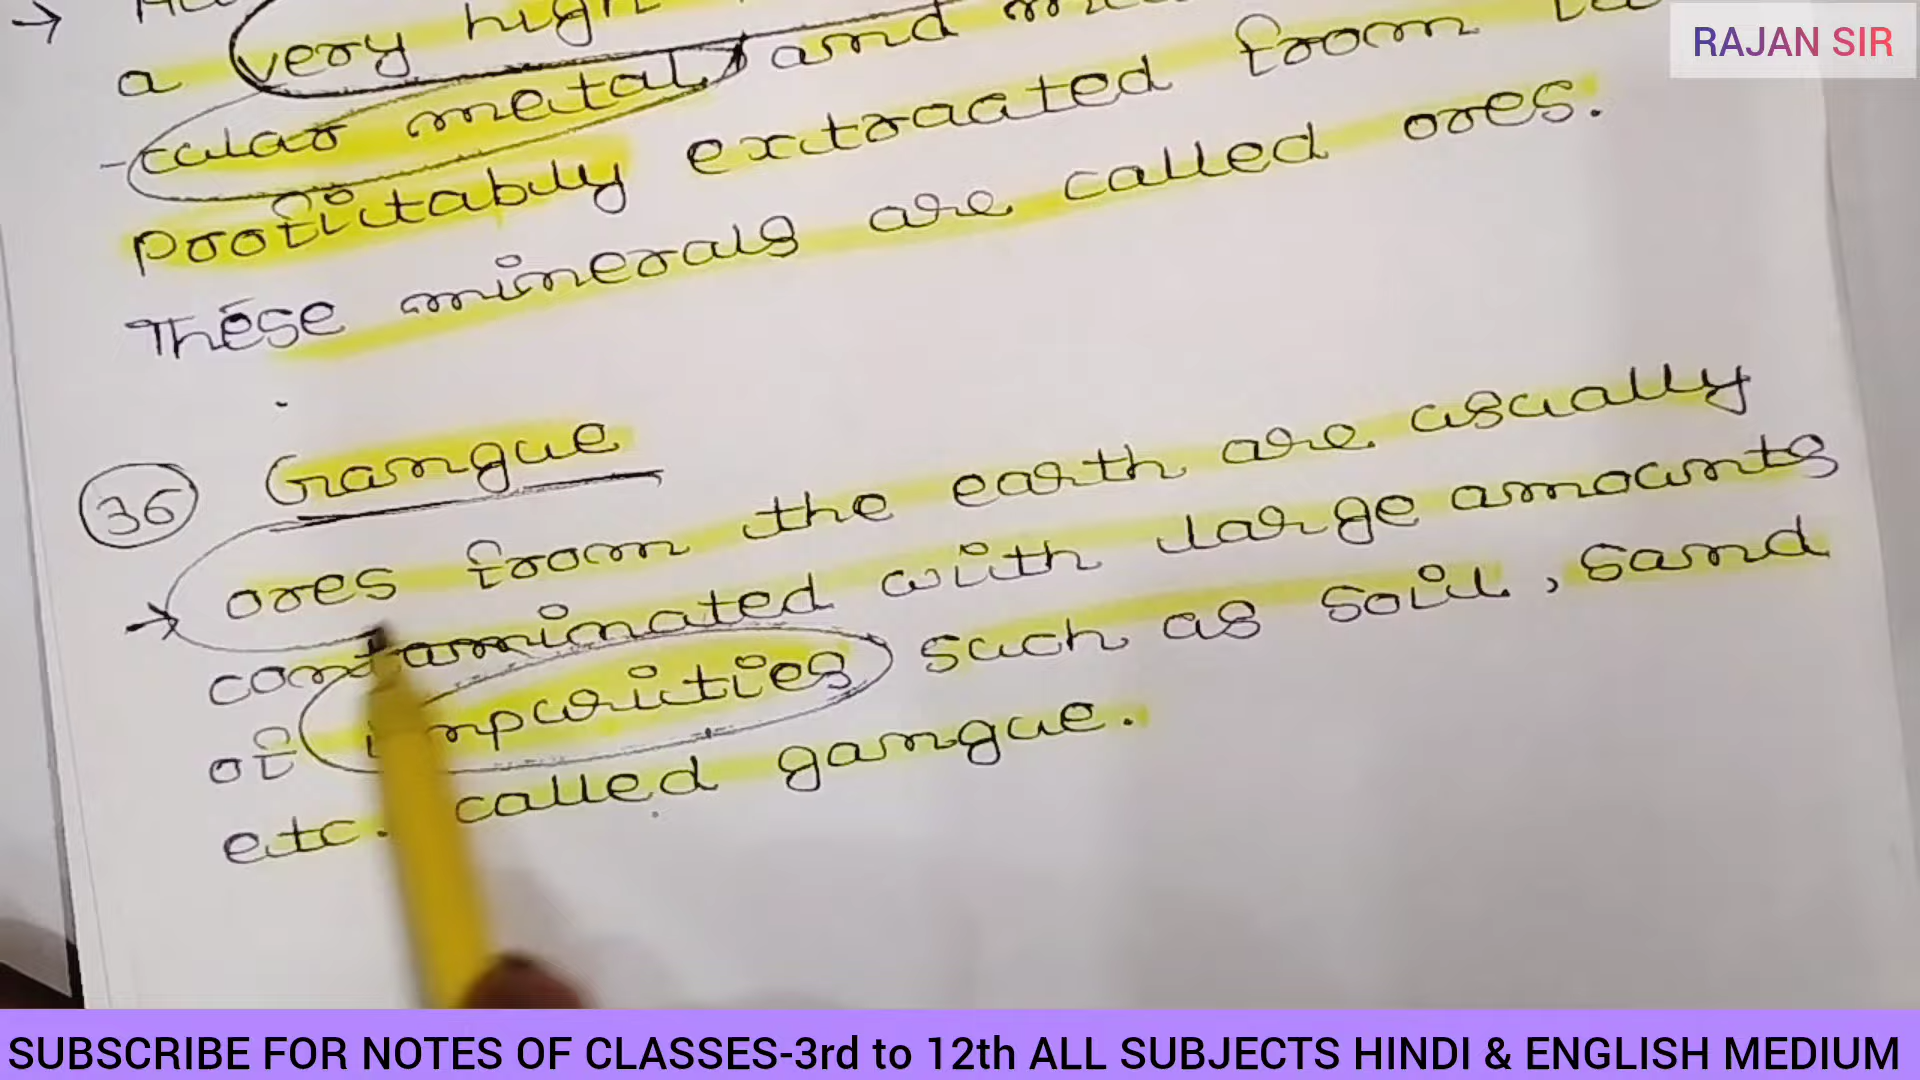 RAJAN SIR
a very high
-cular metal and
profitably extracted from
These minerals are called ores.
36 Gangue
→ ores from the earth are usually
contaminated with large amounts
of impurities such as soil, sand
etc. called gangue.
SUBSCRIBE FOR NOTES OF CLASSES-3rd to 12th ALL SUBJECTS HINDI & ENGLISH MEDIUM